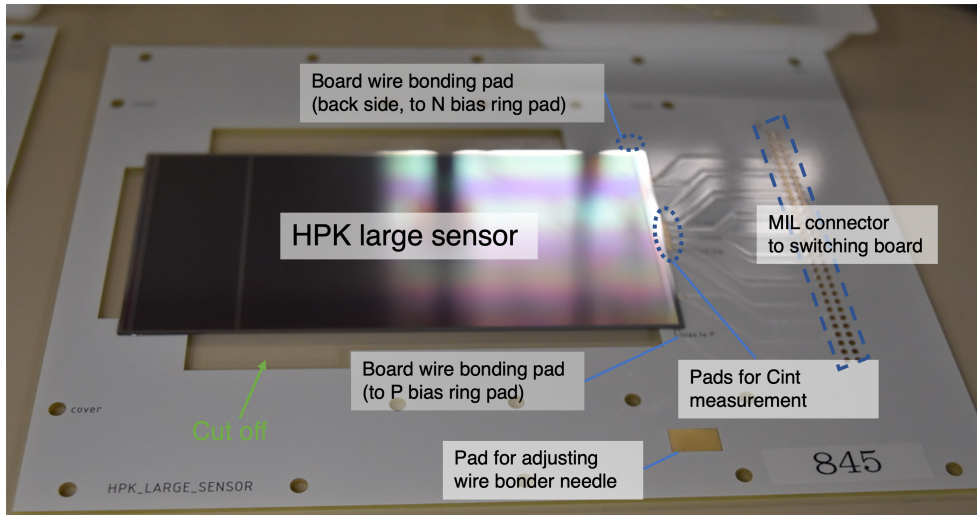 Board wire bonding pad
(back side, to N bias ring pad)
HPK large sensor
MIL connector
to switching board
Board wire bonding pad
(to P bias ring pad)
Pads for Cint
measurement
cover
Cut off
Pad for adjusting
wire bonder needle
845
HPK_LARGE_SENSOR